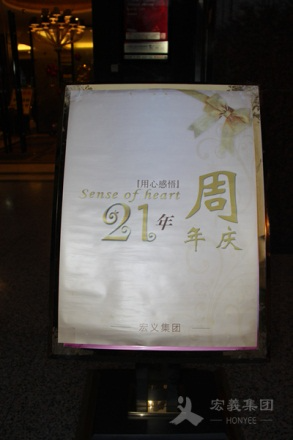 [用心感悟]
Sense of heart
21年
周
年庆
宏义集团
宏義集团
HONYEE